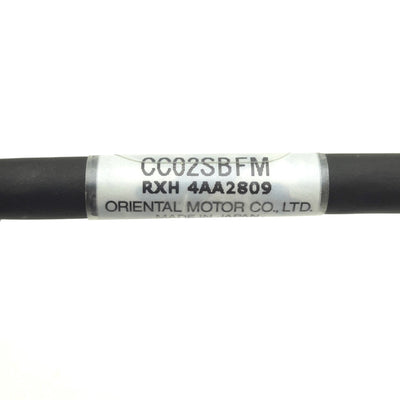 CC02SBFM
RXH 4AA2809
ORIENTAL MOTOR CO., LTD.
MADE IN JAPAN